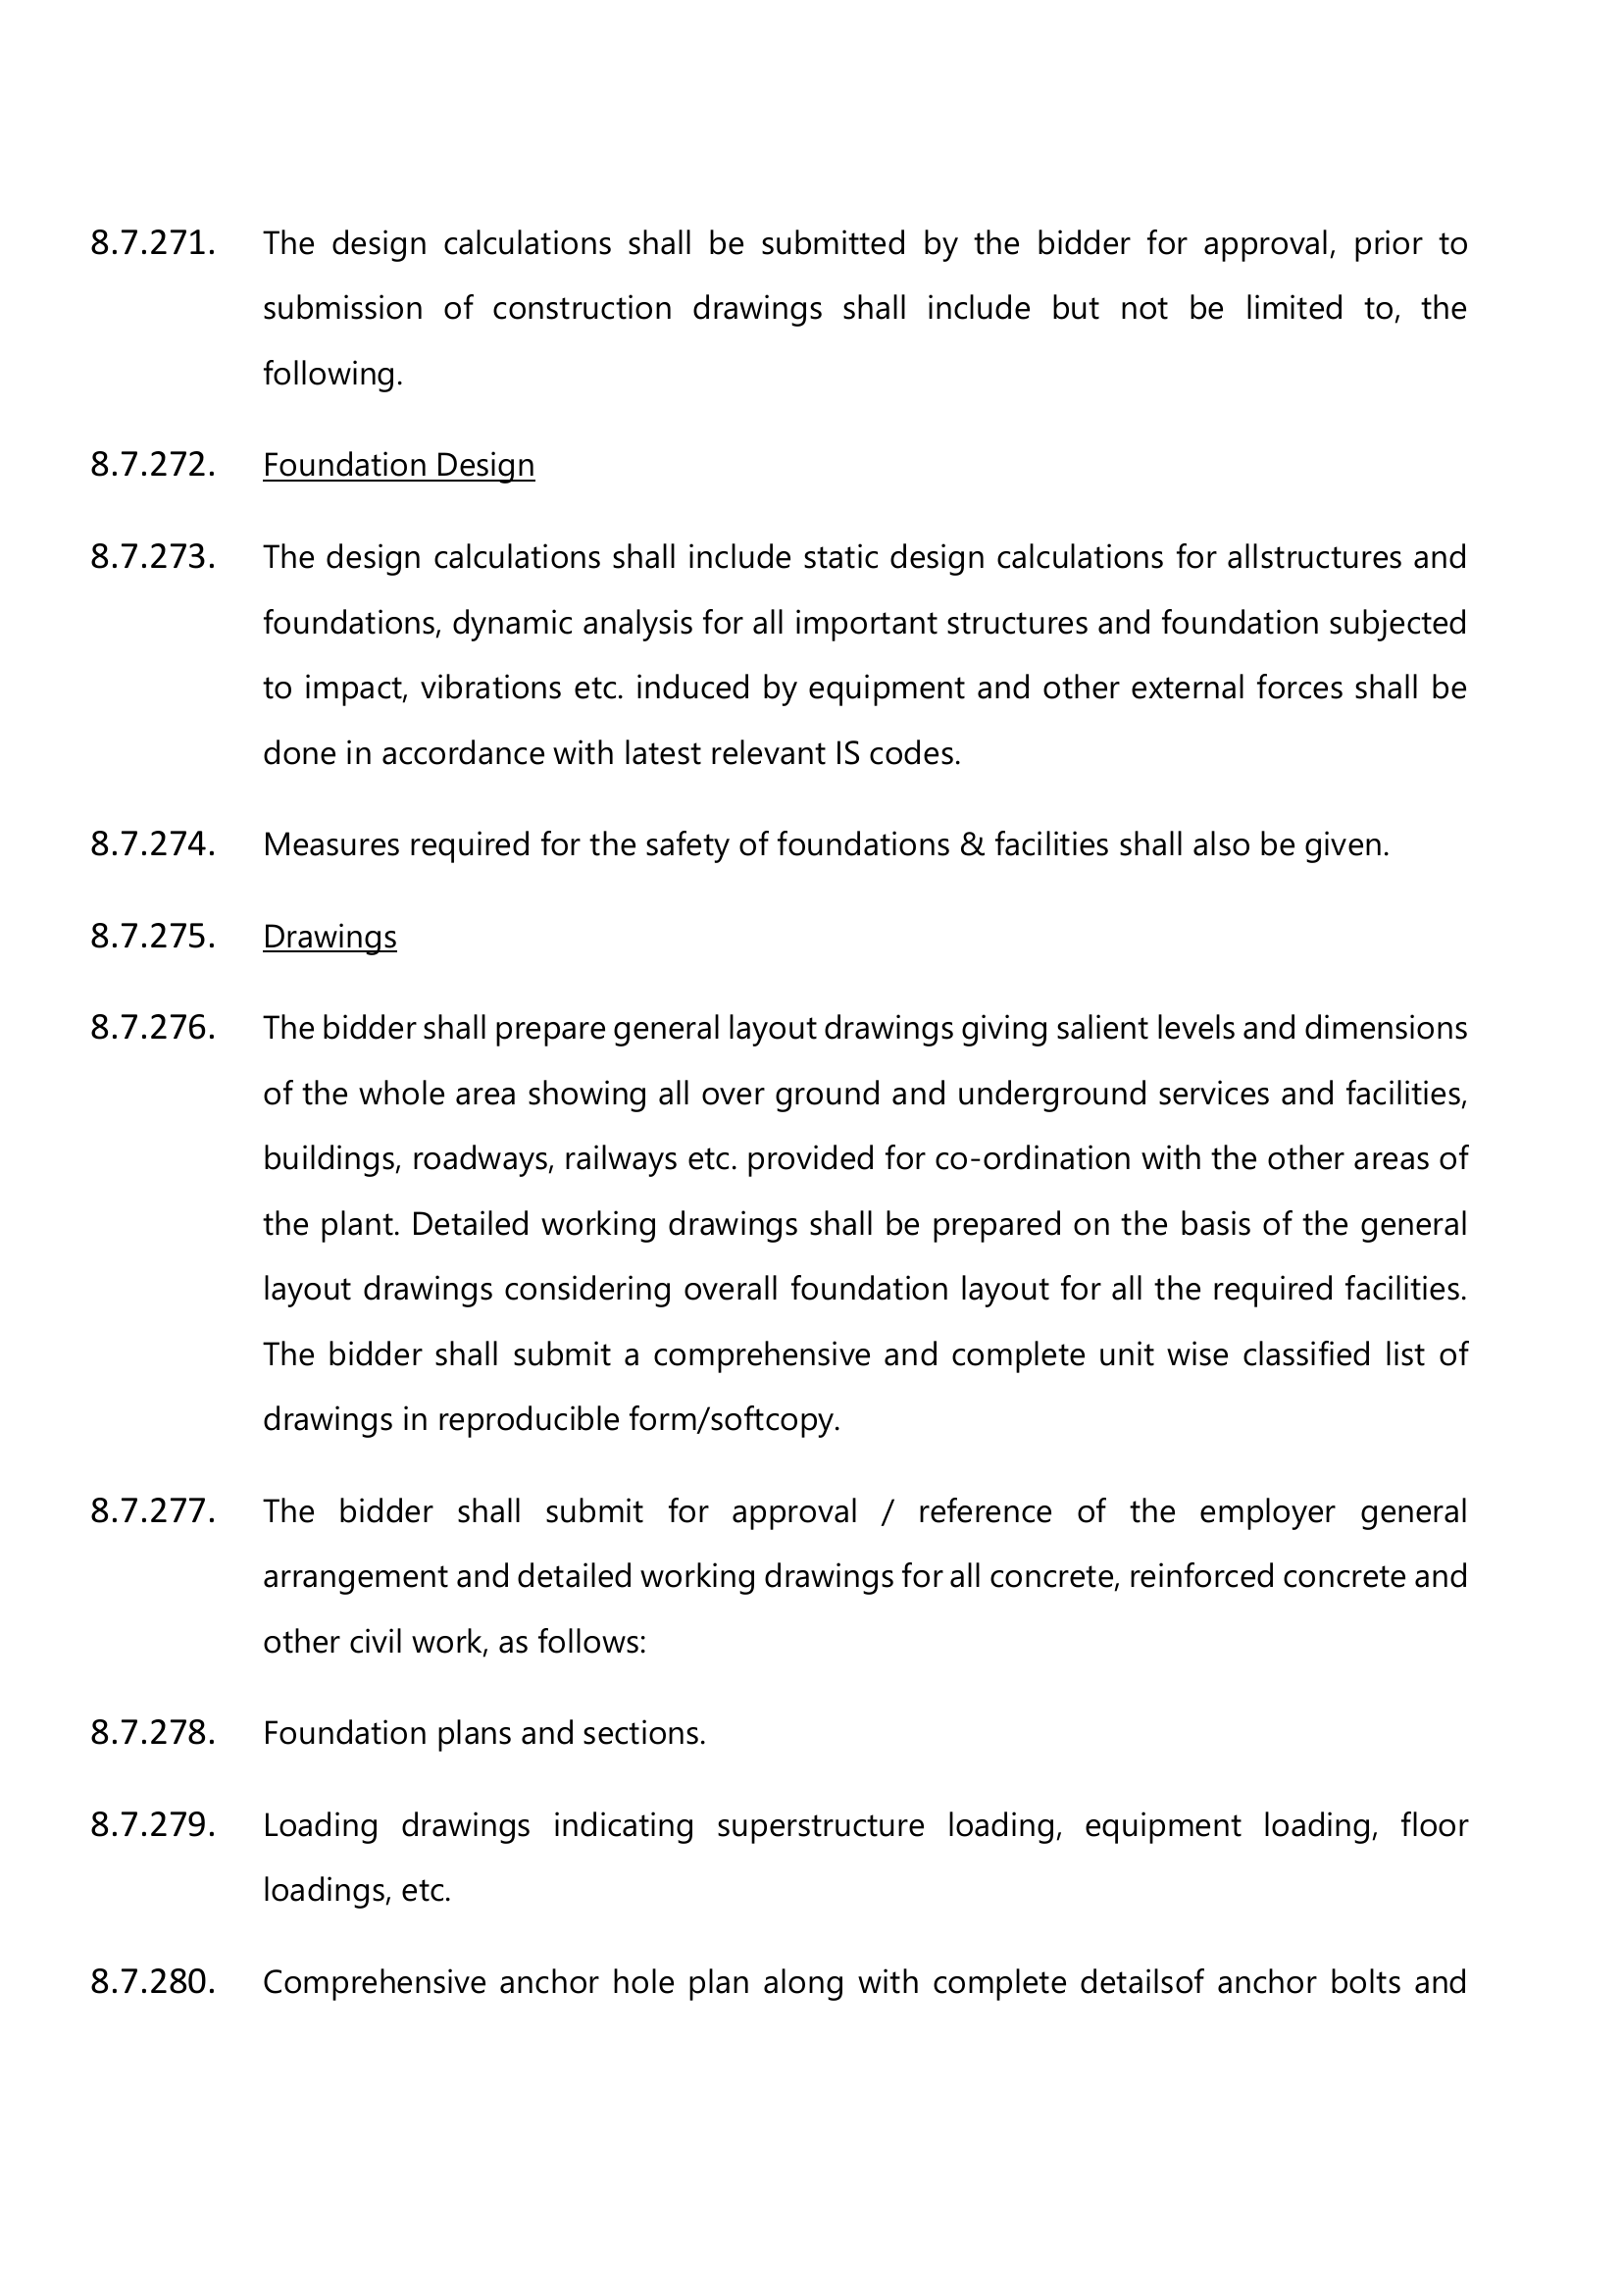 8.7.271. The design calculations shall be submitted by the bidder for approval, prior to
submission of construction drawings shall include but not be limited to, the
following.
8.7.272. Foundation Design
8.7.273. The design calculations shall include static design calculations for allstructures and
foundations, dynamic analysis for all important structures and foundation subjected
to impact, vibrations etc. induced by equipment and other external forces shall be
done in accordance with latest relevant IS codes.
8.7.274. Measures required for the safety of foundations & facilities shall also be given.
8.7.275. Drawings
8.7.276. The bidder shall prepare general layout drawings giving salient levels and dimensions
of the whole area showing all over ground and underground services and facilities,
buildings, roadways, railways etc. provided for co-ordination with the other areas of
the plant. Detailed working drawings shall be prepared on the basis of the general
layout drawings considering overall foundation layout for all the required facilities.
The bidder shall submit a comprehensive and complete unit wise classified list of
drawings in reproducible form/softcopy.
8.7.277. The bidder shall submit for approval / reference of the employer general
arrangement and detailed working drawings for all concrete, reinforced concrete and
other civil work, as follows:
8.7.278. Foundation plans and sections.
8.7.279. Loading drawings indicating superstructure loading, equipment loading, floor
loadings, etc.
8.7.280. Comprehensive anchor hole plan along with complete detailsof anchor bolts and